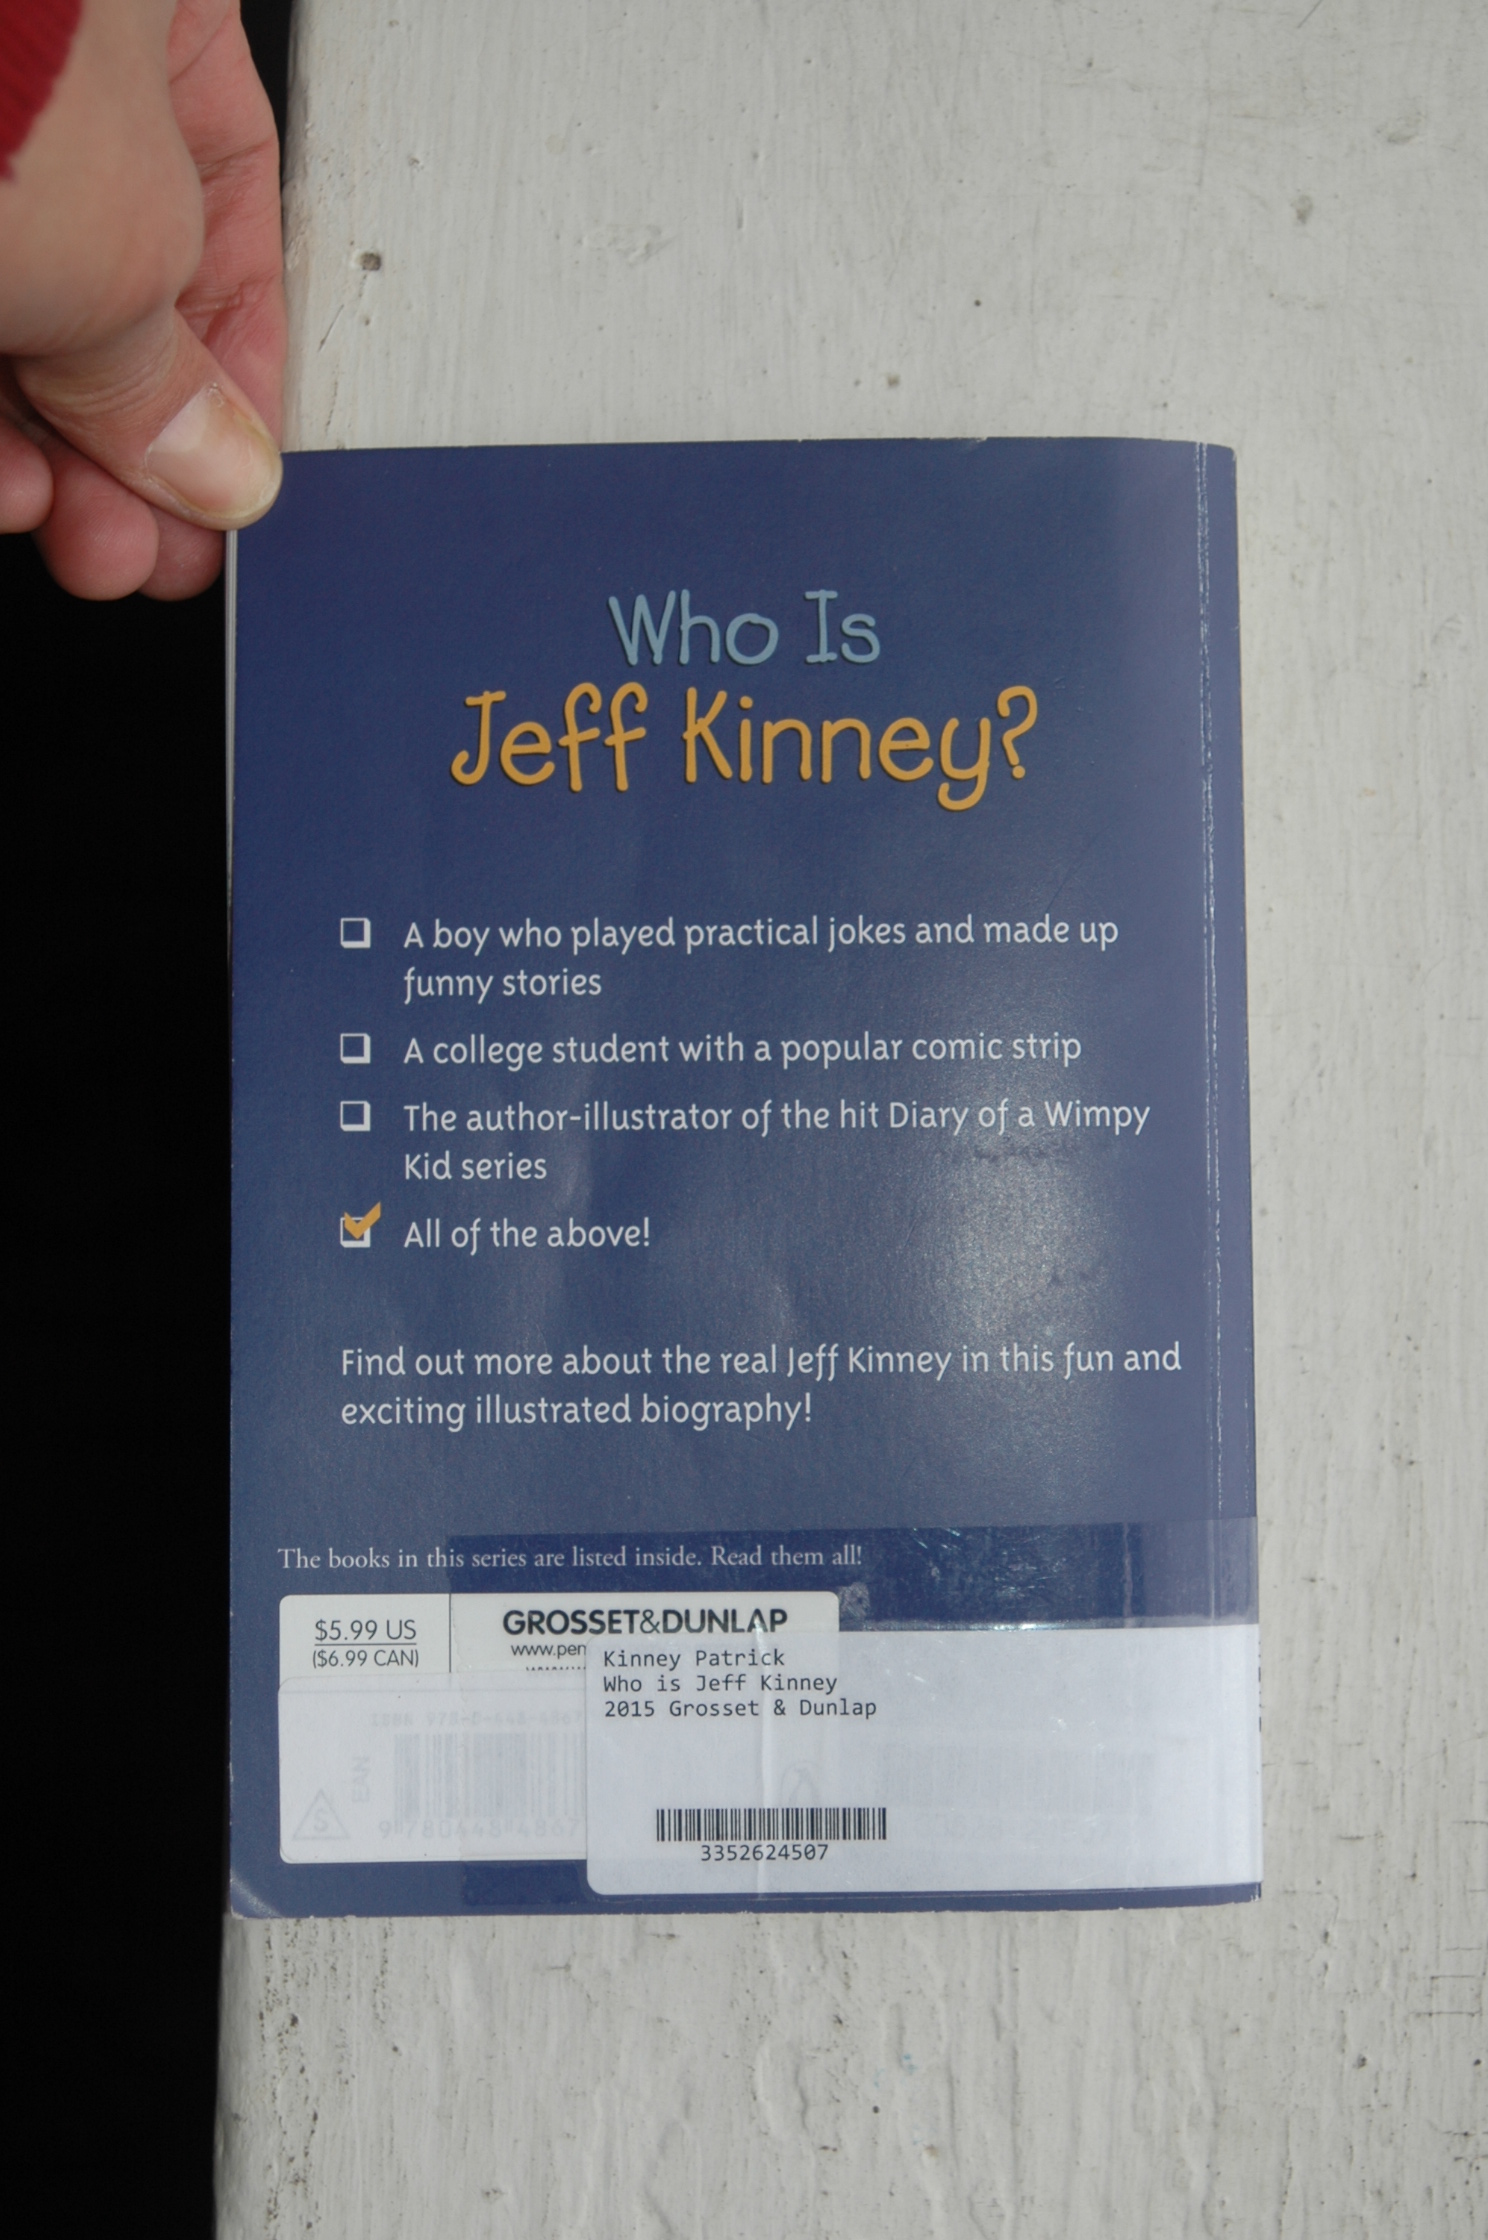 Who Is
Jeff Kinney?
A boy who played practical jokes and made up
funny stories
A college student with a popular comic strip
The author-illustrator of the hit Diary of a Wimpy
Kid series
All of the above!
Find out more about the real Jeff Kinney in this fun and
exciting illustrated biography!
The books in this series are listed inside. Read them all!
$5.99 US
($6.99 CAN)
GROSSET&DUNLAP
www.pen
Kinney Patrick
Who is Jeff Kinney
2015 Grosset & Dunlap
EAN
S
9 780448 4867
3352624507